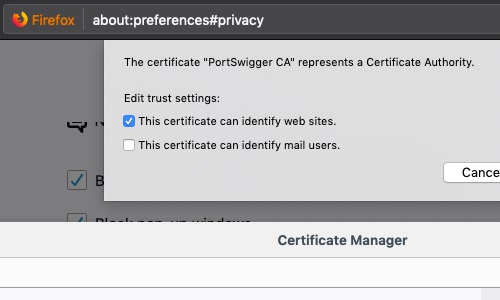 Firefox about:preferences#privacy
The certificate "PortSwigger CA" represents a Certificate Authority.
Edit trust settings:
This certificate can identify web sites.
This certificate can identify mail users.
B
Cance
Block pop-up windows
Certificate Manager